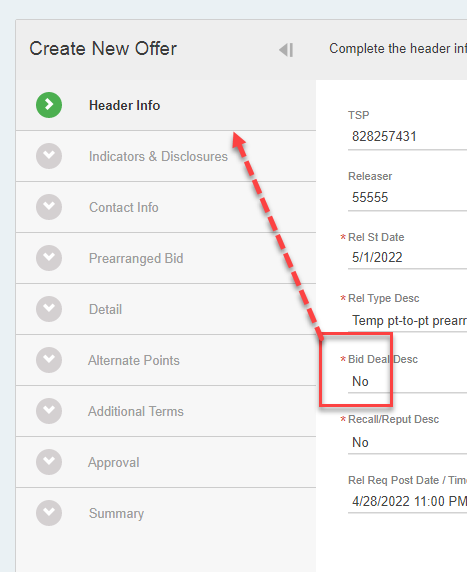 Create New Offer
Header Info
Indicators & Disclosures
Contact Info
Prearranged Bid
Detail
Alternate Points
Additional Terms
Approval
Summary
Complete the header inf
TSP
828257431
Releaser
55555
* Rel St Date
5/1/2022
* Rel Type Desc
Temp pt-to-pt prearr
* Bid Deal Desc
No
* Recall/Reput Desc
No
Rel Req Post Date / Time
4/28/2022 11:00 PM